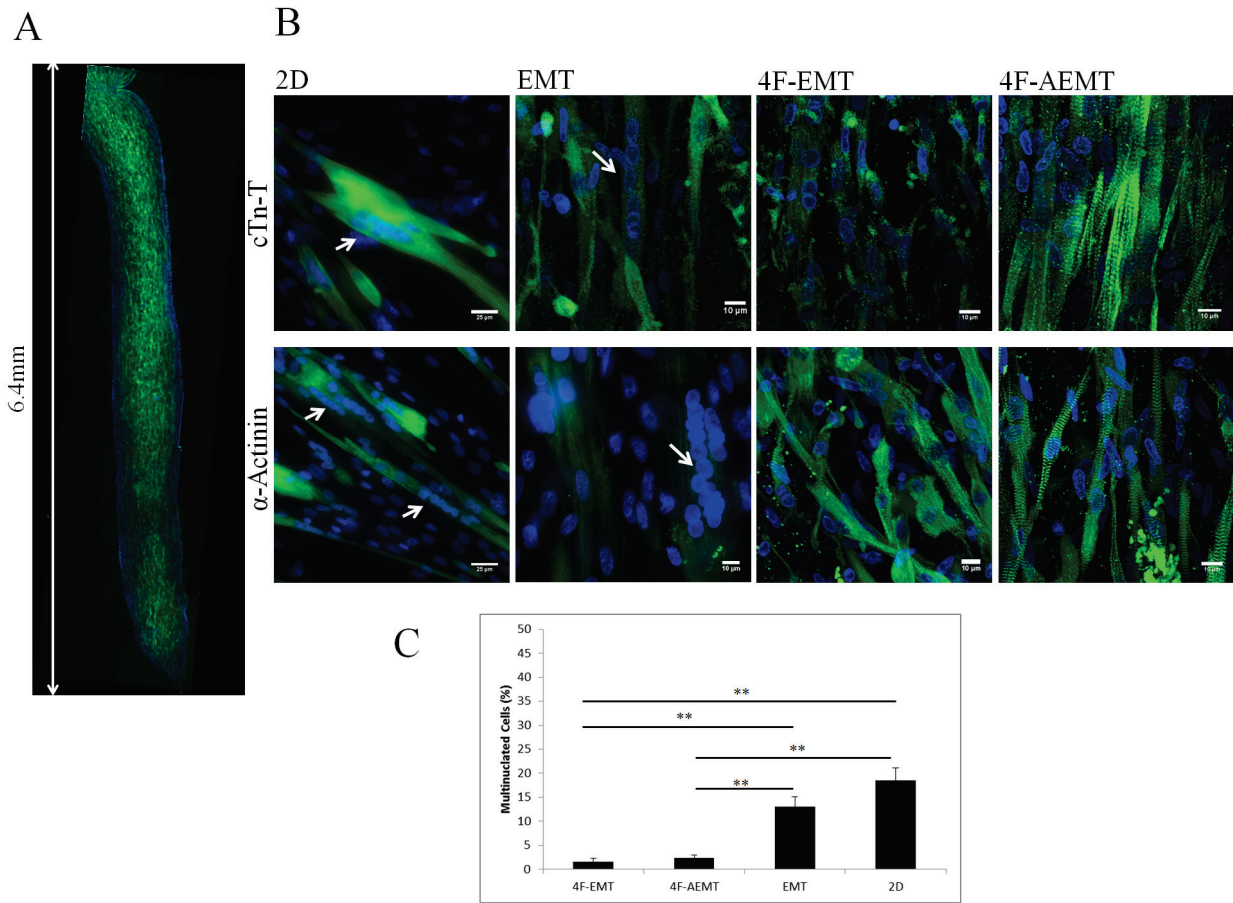 A
B
6.4mm
2D
EMT
4F-EMT
4F-AEMT
cTn-T
25 µm
10 µm
10 µm
10 µm
α-Actinin
25 µm
10 µm
10 µm
10 µm
C
Multinuclated Cells (%)
50
45
40
35
30
25
20
15
10
5
0
**
**
**
**
4F-EMT
4F-AEMT
EMT
2D